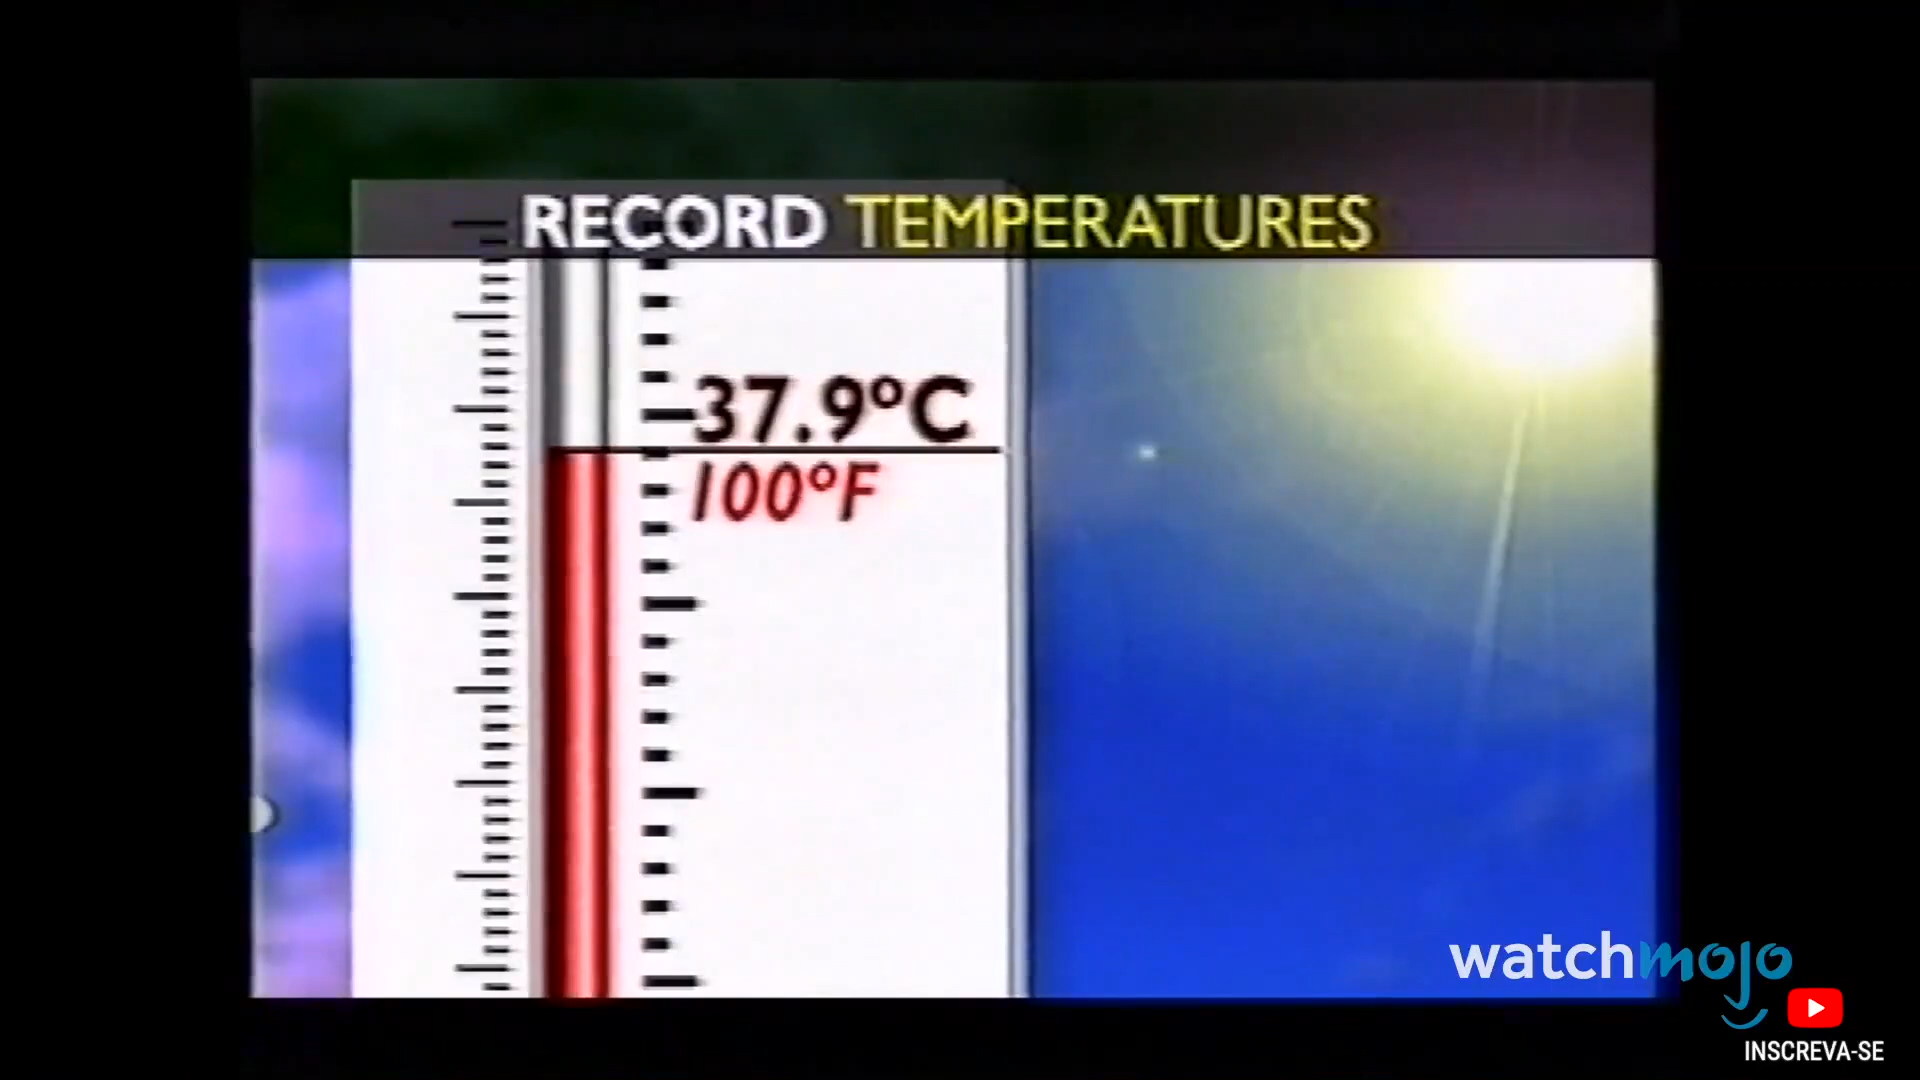 RECORD TEMPERATURES
37.9°C
100°F
watchmojo
INSCREVA-SE